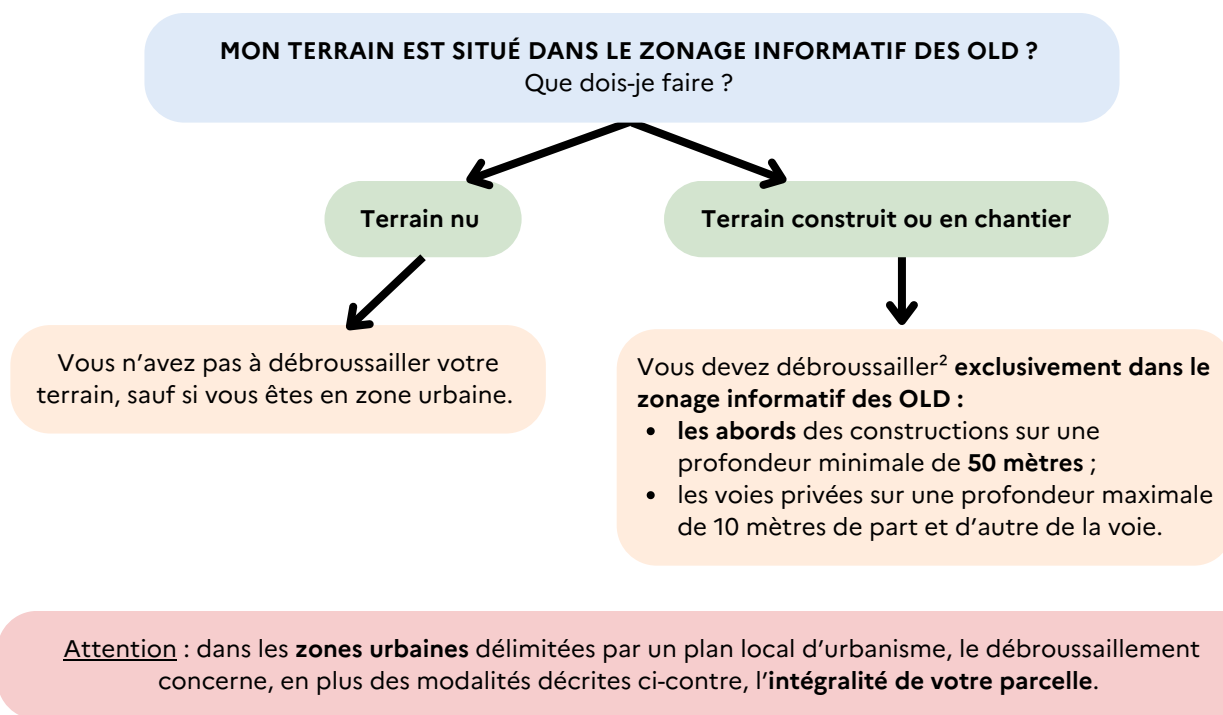 MON TERRAIN EST SITUÉ DANS LE ZONAGE INFORMATIF DES OLD ?
Que dois-je faire ?
Terrain nu
Terrain construit ou en chantier
Vous n’avez pas à débroussailler votre
terrain, sauf si vous êtes en zone urbaine.
Vous devez débroussailler² exclusivement dans le
zonage informatif des OLD :
• les abords des constructions sur une
profondeur minimale de 50 mètres ;
• les voies privées sur une profondeur maximale
de 10 mètres de part et d’autre de la voie.
Attention : dans les zones urbaines délimitées par un plan local d’urbanisme, le débroussaillement
concerne, en plus des modalités décrites ci-contre, l’intégralité de votre parcelle.